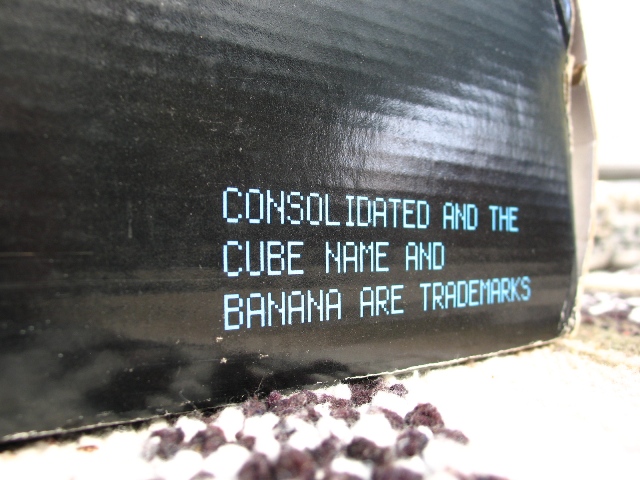 CONSOLIDATED AND THE
CUBE NAME AND
BANANA ARE TRADEMARKS